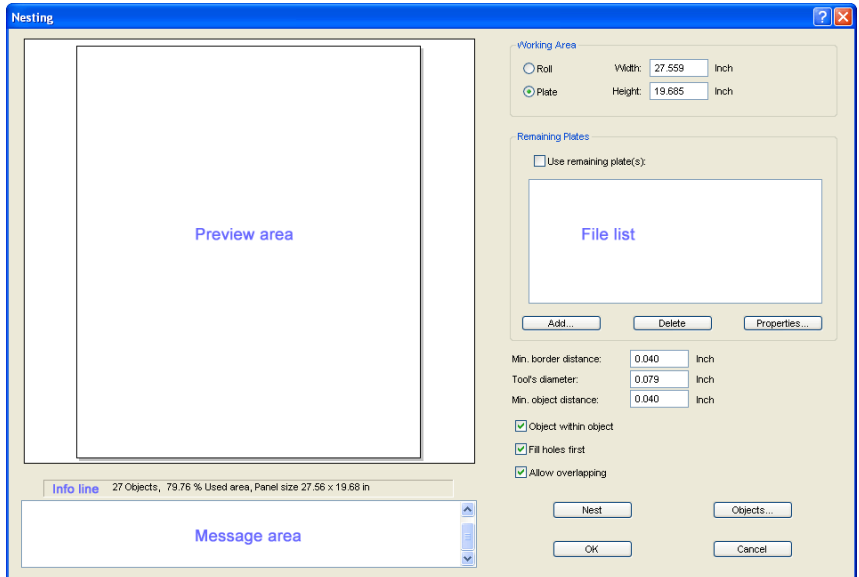 Nesting
Preview area
Info line 27 Objects, 79.76 % Used area, Panel size 27.56 x 19.68 in
Message area
Working Area
Roll Width: 27.559 Inch
Plate Height: 19.685 Inch
Remaining Plates
Use remaining plate(s):
File list
Add... Delete Properties...
Min. border distance: 0.040 Inch
Tool's diameter: 0.079 Inch
Min. object distance: 0.040 Inch
Object within object
Fill holes first
Allow overlapping
Nest Objects...
OK Cancel